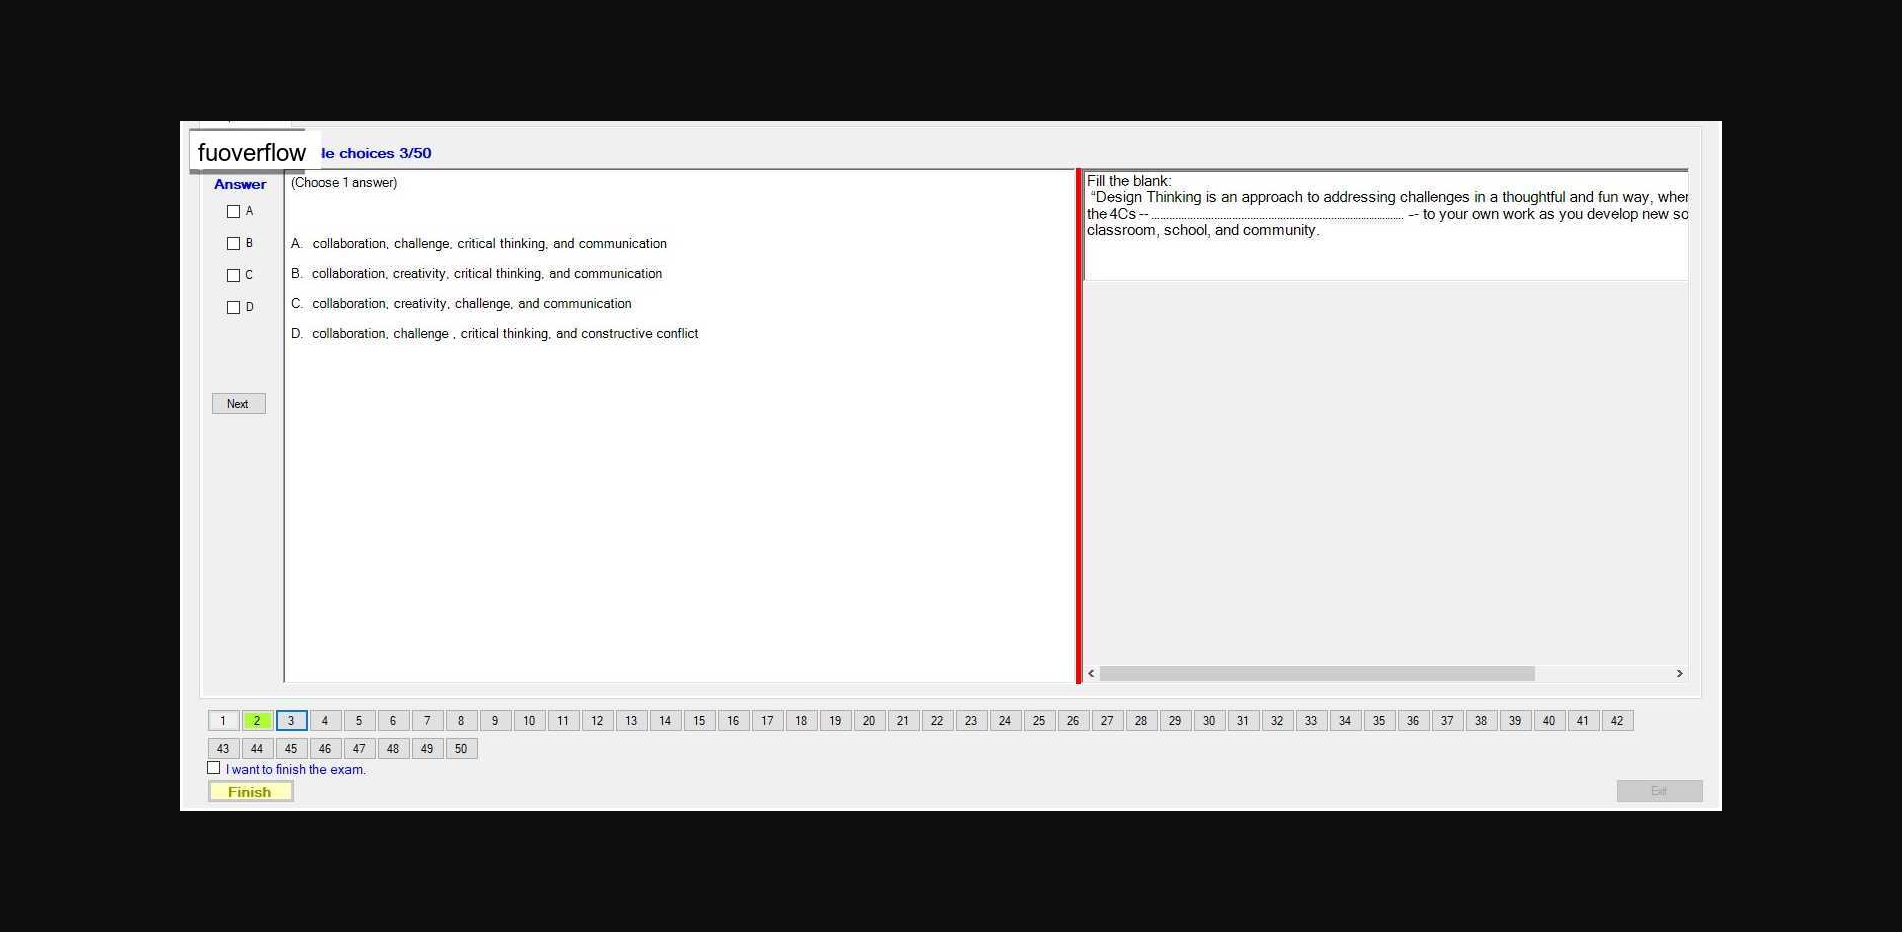 fuoverflow
le choices 3/50
Answer
(Choose 1 answer)
A
B
C
D
A. collaboration, challenge, critical thinking, and communication
B. collaboration, creativity, critical thinking, and communication
C. collaboration, creativity, challenge, and communication
D. collaboration, challenge , critical thinking, and constructive conflict
Next
Fill the blank:
“Design Thinking is an approach to addressing challenges in a thoughtful and fun way, wher
the 4Cs -- .................................................................................... -- to your own work as you develop new so
classroom, school, and community.
1 2 3 4 5 6 7 8 9 10 11 12 13 14 15 16 17 18 19 20 21 22 23 24 25 26 27 28 29 30 31 32 33 34 35 36 37 38 39 40 41 42
43 44 45 46 47 48 49 50
I want to finish the exam.
Finish
Exit